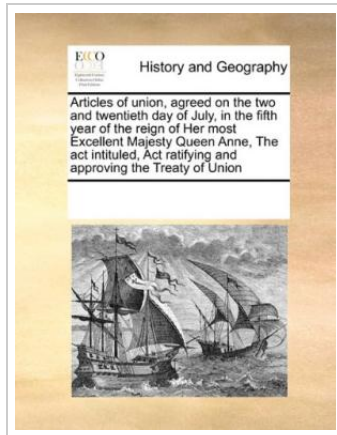 ECCO
History and Geography
Articles of union, agreed on the two
and twentieth day of July, in the fifth
year of the reign of Her most
Excellent Majesty Queen Anne, The
act intituled, Act ratifying and
approving the Treaty of Union